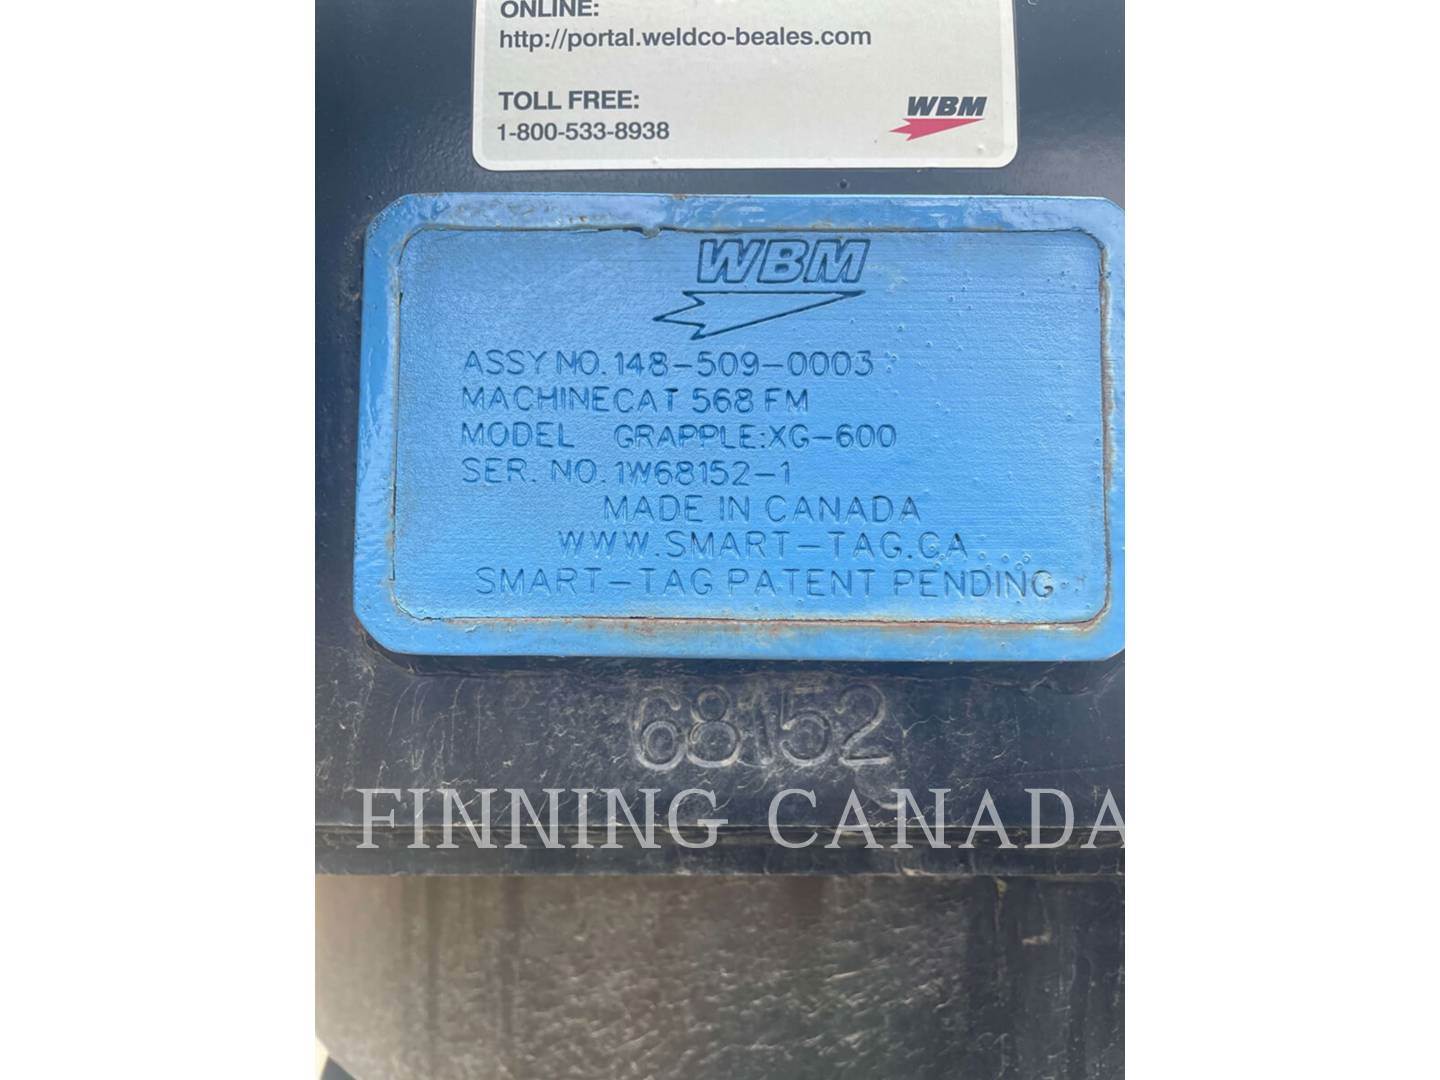 ONLINE:
http://portal.weldco-beales.com
TOLL FREE:
1-800-533-8938
WBM
WBM
ASSY NO. 148-509-0003
MACHINE CAT 568 FM
MODEL GRAPPLE:XG-600
SER. NO. 1W68152-1
MADE IN CANADA
WWW.SMART-TAG.CA
SMART-TAG PATENT PENDING
68152
FINNING CANADA